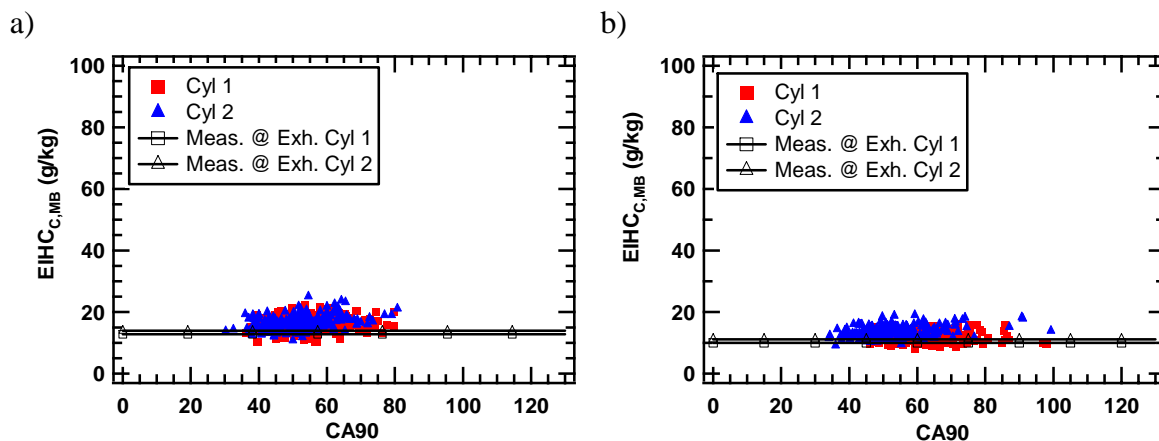 a)
100
80
60
40
20
0
EIHC_C,MB (g/kg)
Cyl 1
Cyl 2
Meas. @ Exh. Cyl 1
Meas. @ Exh. Cyl 2
0 20 40 60 80 100 120
CA90
b)
100
80
60
40
20
0
EIHC_C,MB (g/kg)
Cyl 1
Cyl 2
Meas. @ Exh. Cyl 1
Meas. @ Exh. Cyl 2
0 20 40 60 80 100 120
CA90